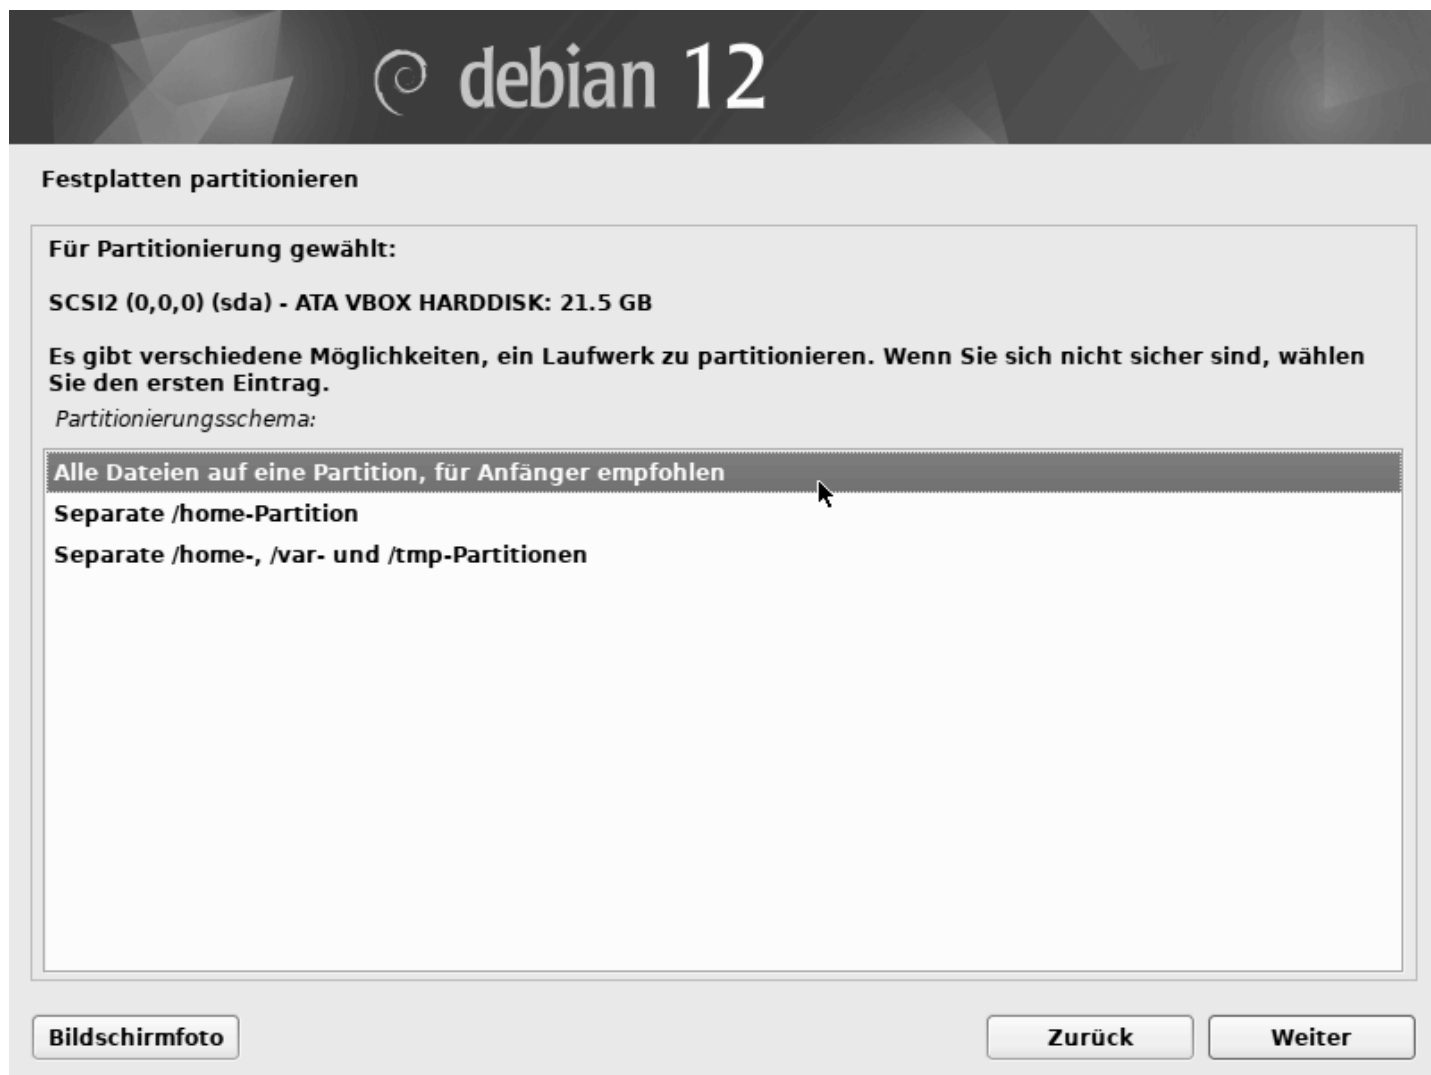 debian 12
Festplatten partitionieren
Für Partitionierung gewählt:
SCSI2 (0,0,0) (sda) - ATA VBOX HARDDISK: 21.5 GB
Es gibt verschiedene Möglichkeiten, ein Laufwerk zu partitionieren. Wenn Sie sich nicht sicher sind, wählen
Sie den ersten Eintrag.
Partitionierungsschema:
Alle Dateien auf eine Partition, für Anfänger empfohlen
Separate /home-Partition
Separate /home-, /var- und /tmp-Partitionen
Bildschirmfoto
Zurück
Weiter